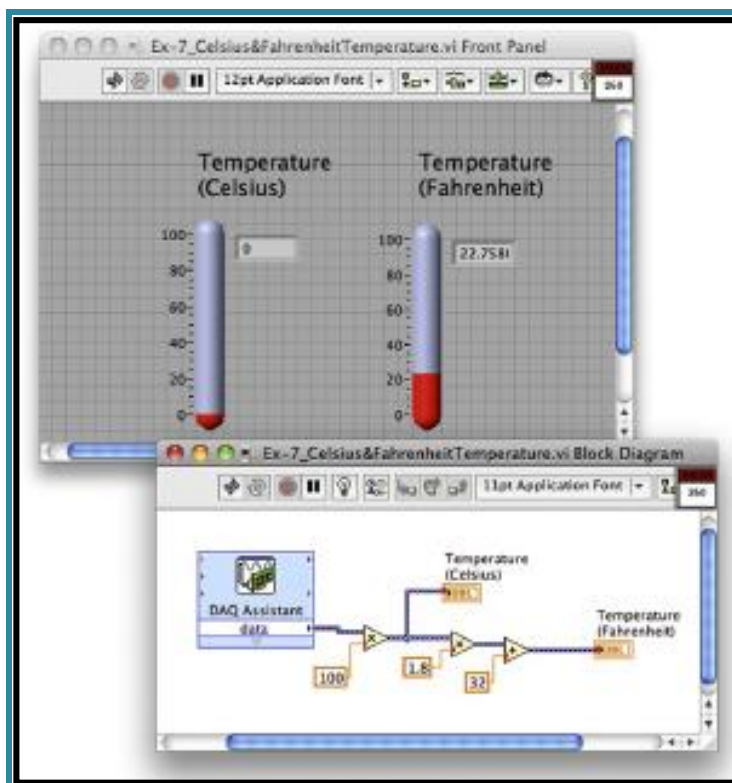 Ex-7_Celsius&FahrenheitTemperature.vi Front Panel
12pt Application Font
Temperature
(Celsius)
Temperature
(Fahrenheit)
100
80
60
40
20
0
0
100
80
60
40
20
0
Ex-7_Celsius&FahrenheitTemperature.vi Block Diagram
11pt Application Font
DAQ Assistant
data
100
Temperature
(Celsius)
1.8
32
Temperature
(Fahrenheit)